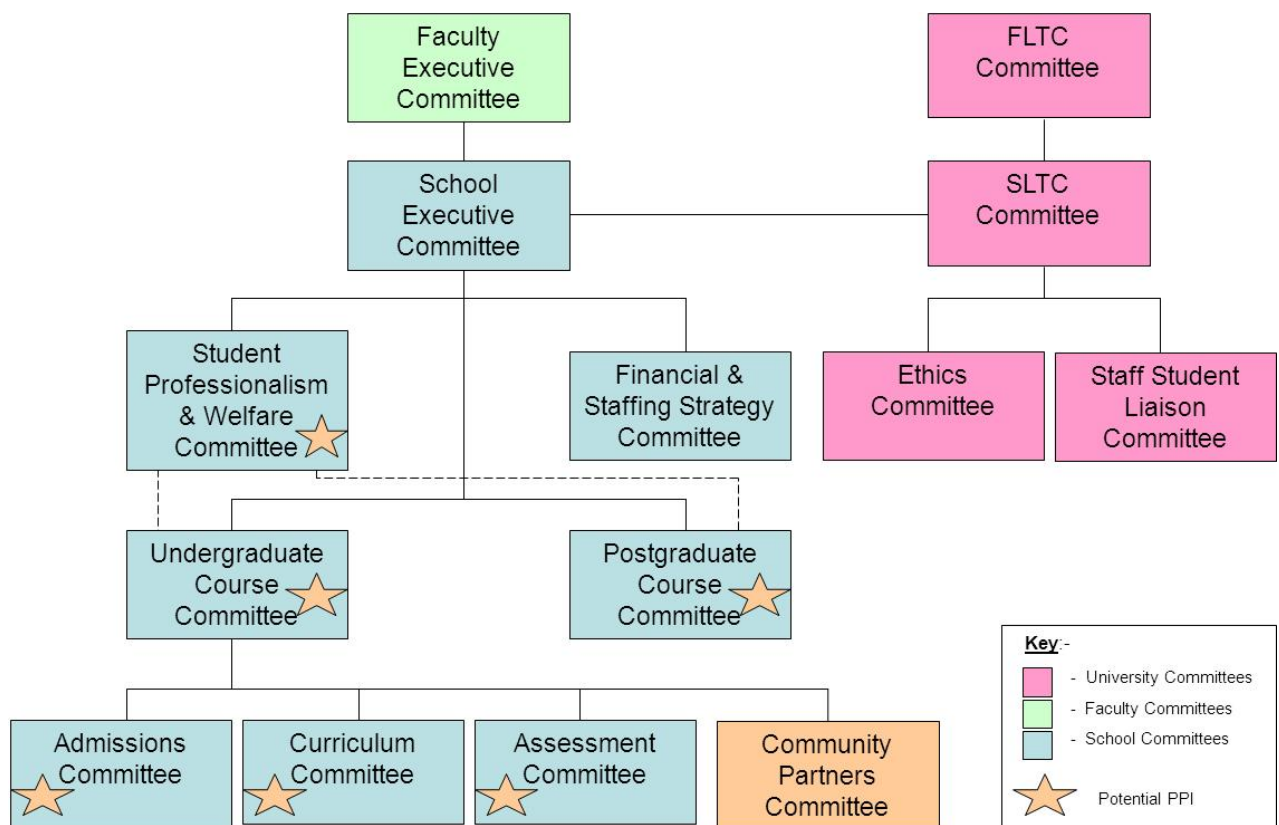 Faculty
Executive
Committee
FLTC
Committee
School
Executive
Committee
SLTC
Committee
Student
Professionalism
& Welfare
Committee
Financial &
Staffing Strategy
Committee
Ethics
Committee
Staff Student
Liaison
Committee
Undergraduate
Course
Committee
Postgraduate
Course
Committee
Admissions
Committee
Curriculum
Committee
Assessment
Committee
Community
Partners
Committee
Key:-
- University Committees
- Faculty Committees
- School Committees
Potential PPI